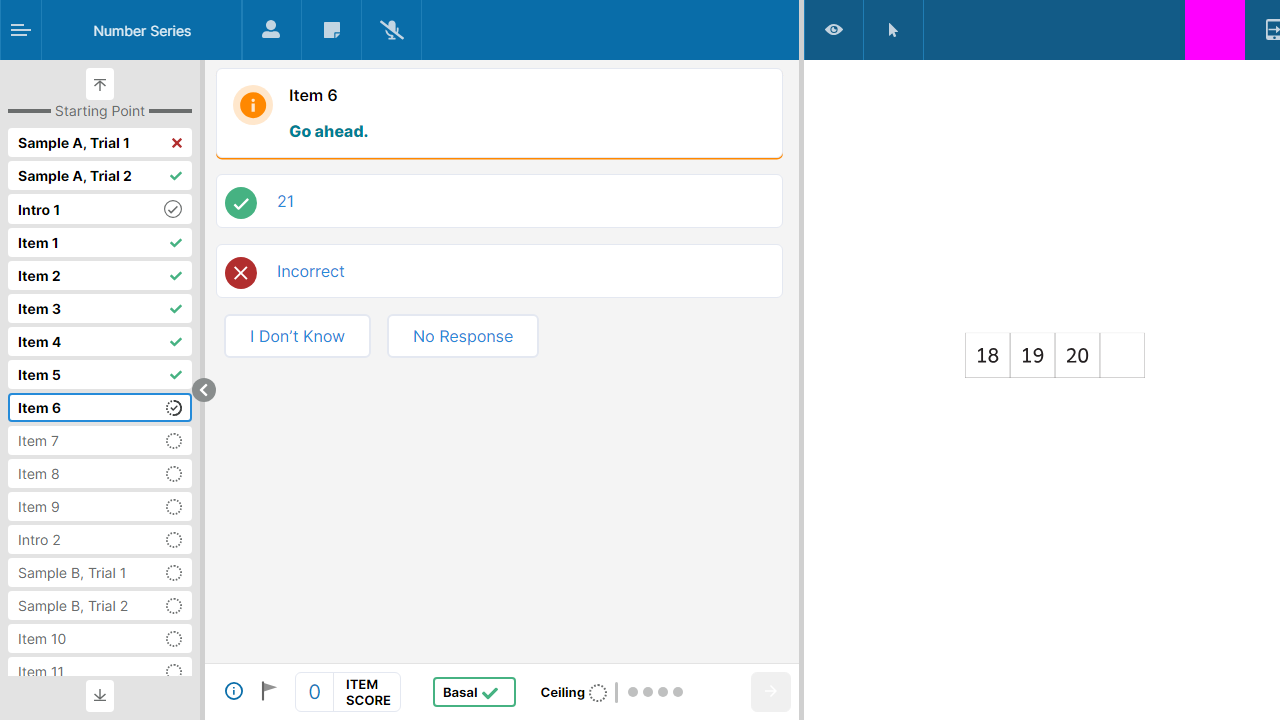 Number Series
Starting Point
Sample A, Trial 1
Sample A, Trial 2
Intro 1
Item 1
Item 2
Item 3
Item 4
Item 5
Item 6
Item 7
Item 8
Item 9
Intro 2
Sample B, Trial 1
Sample B, Trial 2
Item 10
Item 11
Item 6
Go ahead.
21
Incorrect
I Don’t Know
No Response
0
ITEM
SCORE
Basal
Ceiling
18 19 20